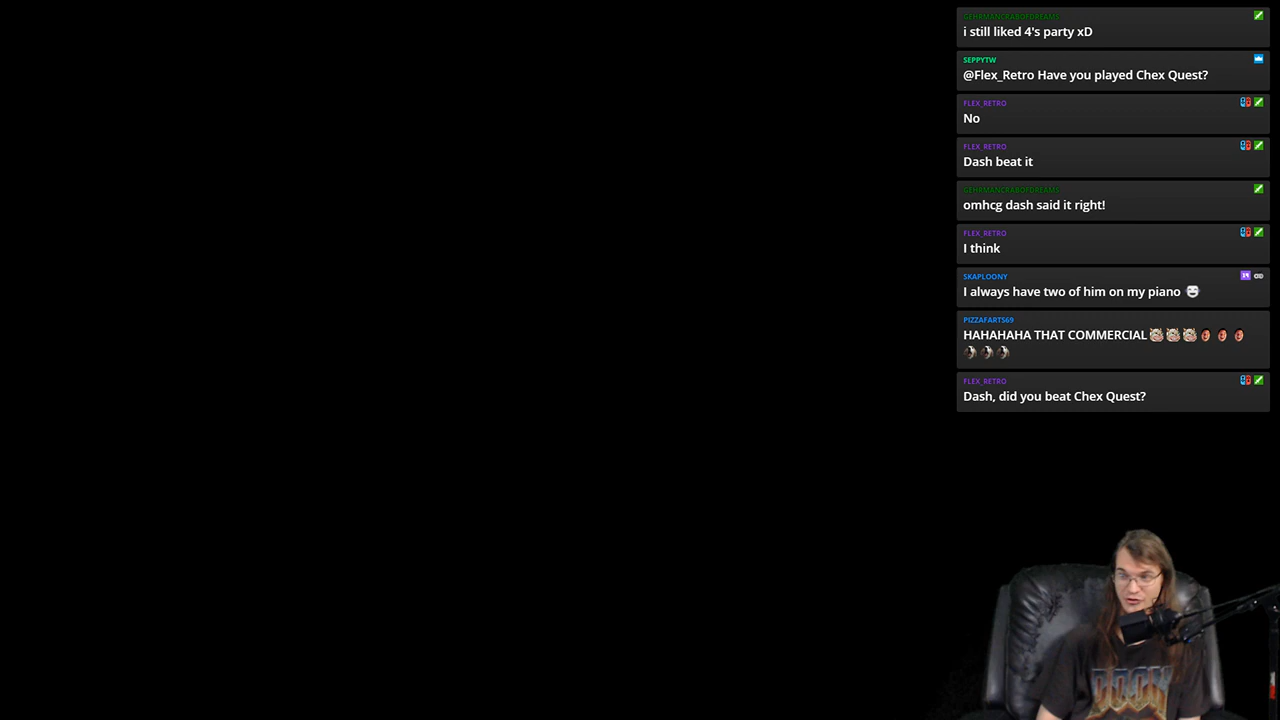 GEHRMANCRABOFDREAMS
i still liked 4's party xD
SEPPYTW
@Flex_Retro Have you played Chex Quest?
FLEX_RETRO
No
FLEX_RETRO
Dash beat it
GEHRMANCRABOFDREAMS
omhcg dash said it right!
FLEX_RETRO
I think
SKAPLOONY
I always have two of him on my piano
PIZZAFARTS69
HAHAHAHA THAT COMMERCIAL
FLEX_RETRO
Dash, did you beat Chex Quest?
DOOM